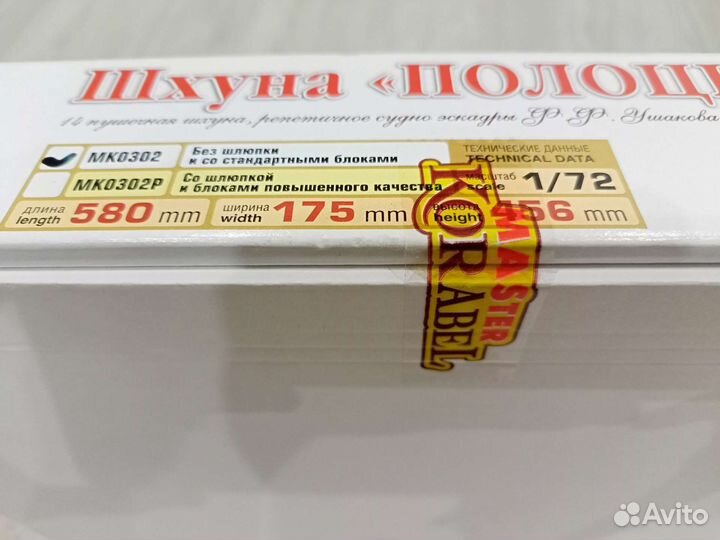 Шхуна «ПОЛОЦ
14 пушечная шхуна, репетичное судно эскадры Ф. Ф. Ушакова
MK0302 Без шлюпки и со стандартными блоками
MK0302P Со шлюпкой и блоками повышенного качества
ТЕХНИЧЕСКИЕ ДАННЫЕ
TECHNICAL DATA
масштаб scale 1/72
длина length 580 mm
ширина width 175 mm
высота height 456 mm
MASTER
KORABEL
Avito